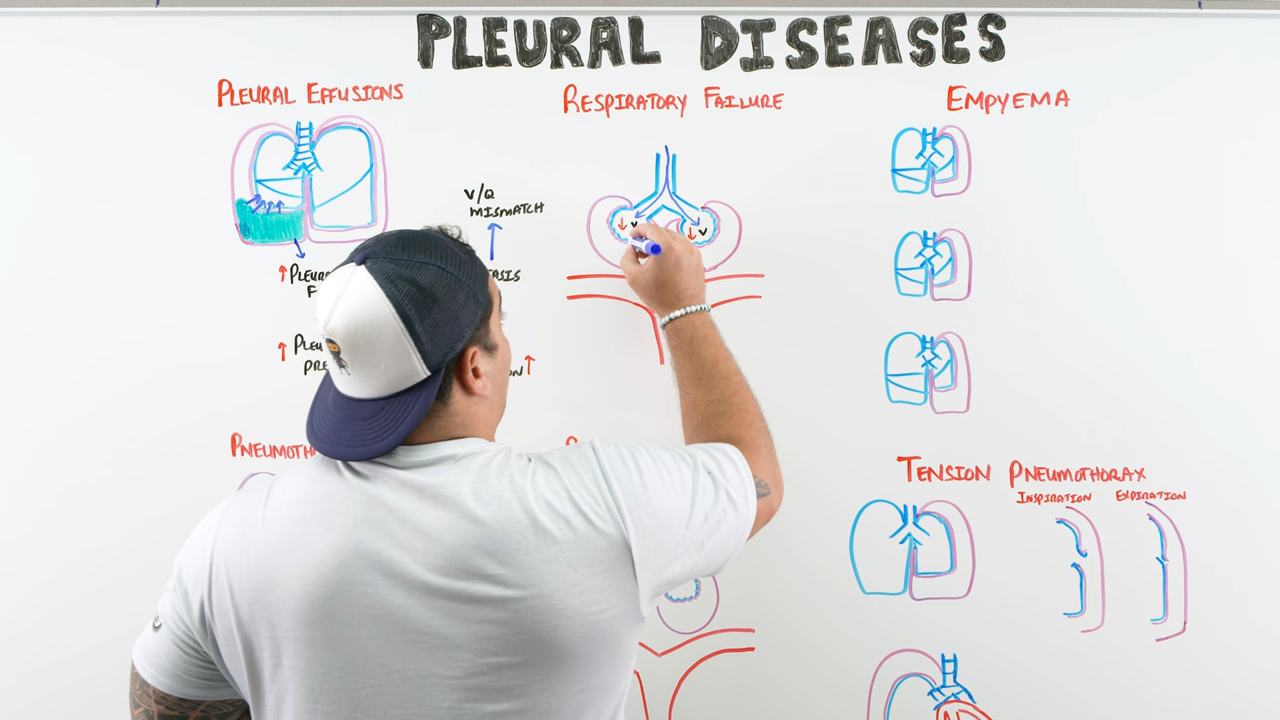 PLEURAL DISEASES
PLEURAL EFFUSIONS
RESPIRATORY FAILURE
EMPYEMA
V/Q
MISMATCH
↑
↑
↓ V
↓ V
TENSION PNEUMOTHORAX
INSPIRATION
EXPIRATION